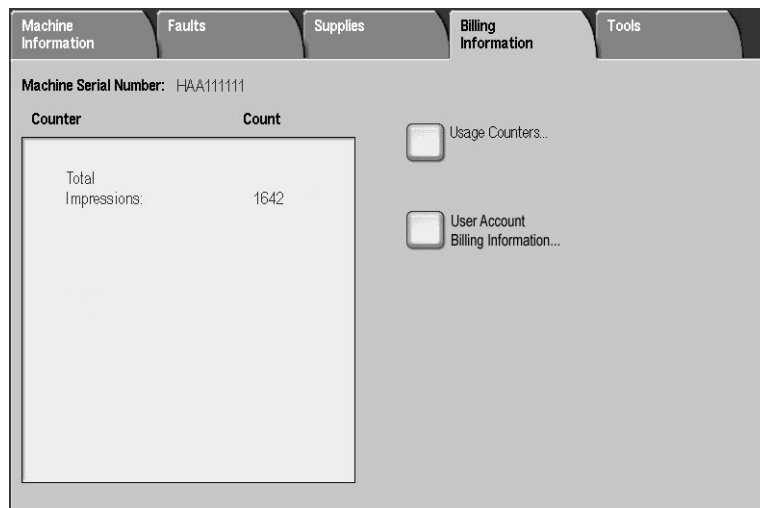 Machine
Information
Faults
Supplies
Billing
Information
Tools
Machine Serial Number: HAA111111
Counter Count
Usage Counters...
Total
Impressions: 1642
User Account
Billing Information...